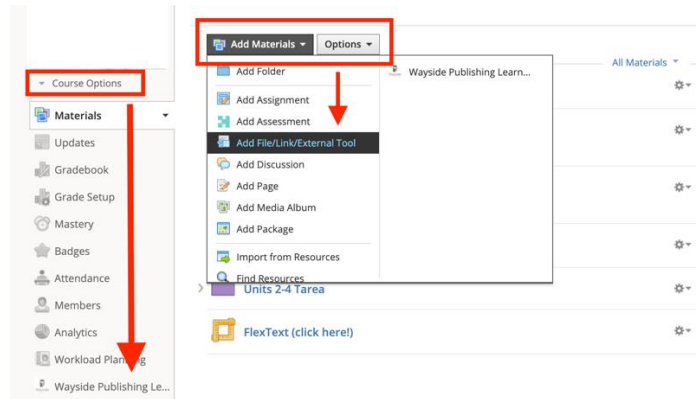 Course Options
Materials
Updates
Gradebook
Grade Setup
Mastery
Badges
Attendance
Members
Analytics
Workload Planning
Wayside Publishing Le...
Add Materials
Options
All Materials
Add Folder
Add Assignment
Add Assessment
Add File/Link/External Tool
Add Discussion
Add Page
Add Media Album
Add Package
Import from Resources
Find Resources
Wayside Publishing Learn...
Units 2-4 Tarea
FlexText (click here!)